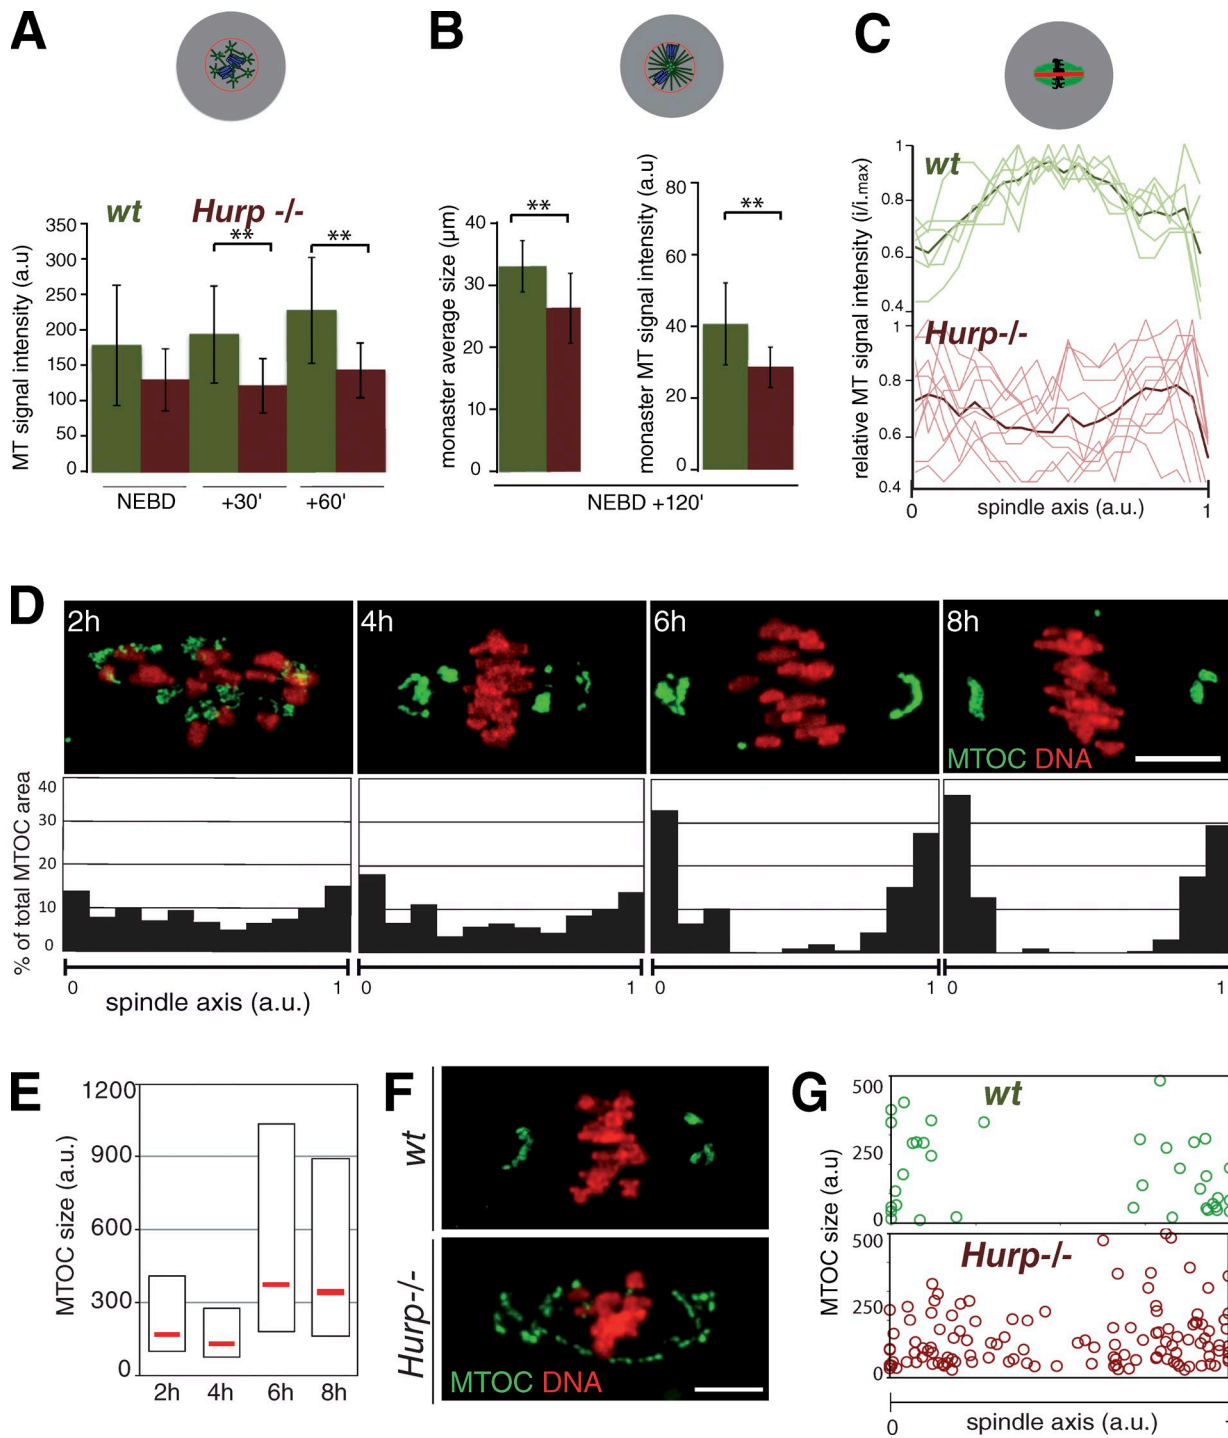 A
B
C
wt
Hurp -/-
MT signal intensity (a.u)
350
300
250
200
150
100
50
0
**
**
NEBD
+30'
+60'
monaster average size (µm)
40
30
20
10
0
**
monaster MT signal intensity (a.u)
80
60
40
20
0
**
NEBD +120'
relative MT signal intensity (i/i.max)
1
0.8
0.6
0.4
wt
1
0.8
0.6
0.4
Hurp-/-
0
spindle axis (a.u.)
1
D
2h
4h
6h
8h
MTOC DNA
% of total MTOC area
40
30
20
10
0
0
1
0
1
0
1
0
1
spindle axis (a.u.)
E
MTOC size (a.u.)
1200
900
600
300
0
2h
4h
6h
8h
F
wt
Hurp-/-
MTOC DNA
G
MTOC size (a.u)
500
250
0
wt
500
250
0
Hurp-/-
0
spindle axis (a.u.)